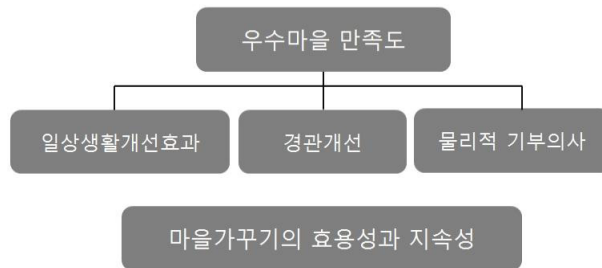 우수마을 만족도
일상생활개선효과
경관개선
물리적 기부의사
마을가꾸기의 효용성과 지속성